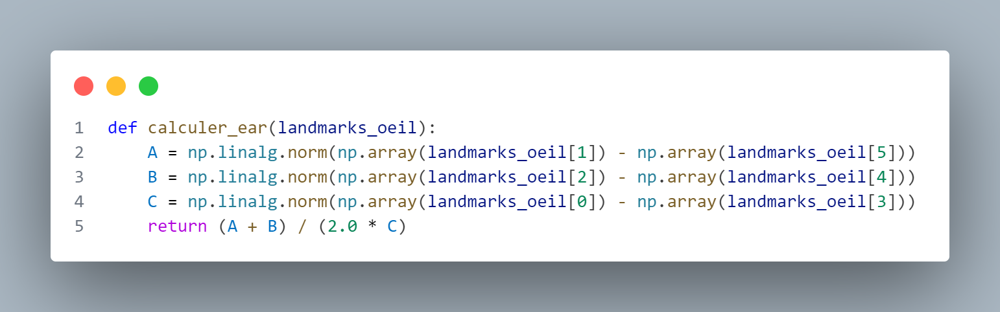 1 def calculer_ear(landmarks_oeil):
2     A = np.linalg.norm(np.array(landmarks_oeil[1]) - np.array(landmarks_oeil[5]))
3     B = np.linalg.norm(np.array(landmarks_oeil[2]) - np.array(landmarks_oeil[4]))
4     C = np.linalg.norm(np.array(landmarks_oeil[0]) - np.array(landmarks_oeil[3]))
5     return (A + B) / (2.0 * C)